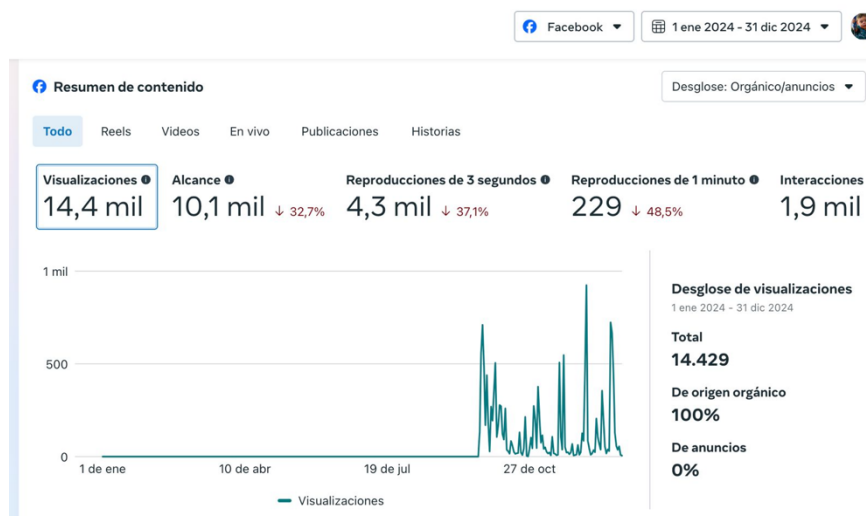 Facebook
1 ene 2024 - 31 dic 2024
Resumen de contenido
Desglose: Orgánico/anuncios
Todo Reels Videos En vivo Publicaciones Historias
Visualizaciones Alcance Reproducciones de 3 segundos Reproducciones de 1 minuto Interacciones
14,4 mil 10,1 mil ↓ 32,7% 4,3 mil ↓ 37,1% 229 ↓ 48,5% 1,9 mil
1 mil
500
0
1 de ene 10 de abr 19 de jul 27 de oct
Visualizaciones
Desglose de visualizaciones
1 ene 2024 - 31 dic 2024
Total
14.429
De origen orgánico
100%
De anuncios
0%